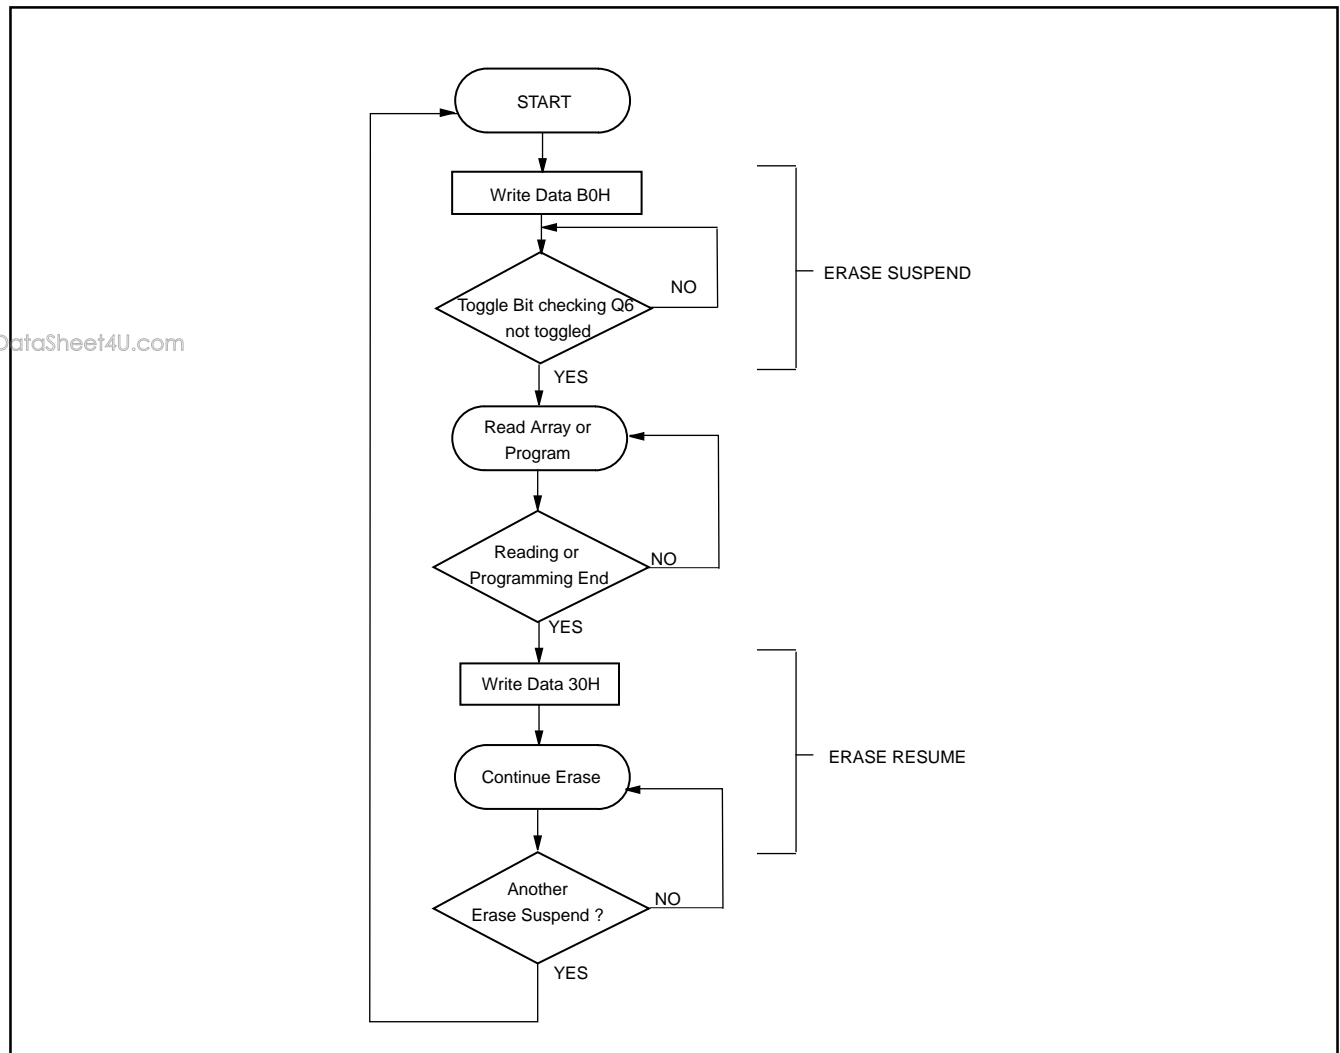 START
Write Data B0H
ERASE SUSPEND
NO
Toggle Bit checking Q6
not toggled
DataSheet4U.com
YES
Read Array or
Program
Reading or
NO
Programming End
YES
Write Data 30H
ERASE RESUME
Continue Erase
Another
NO
Erase Suspend ?
YES